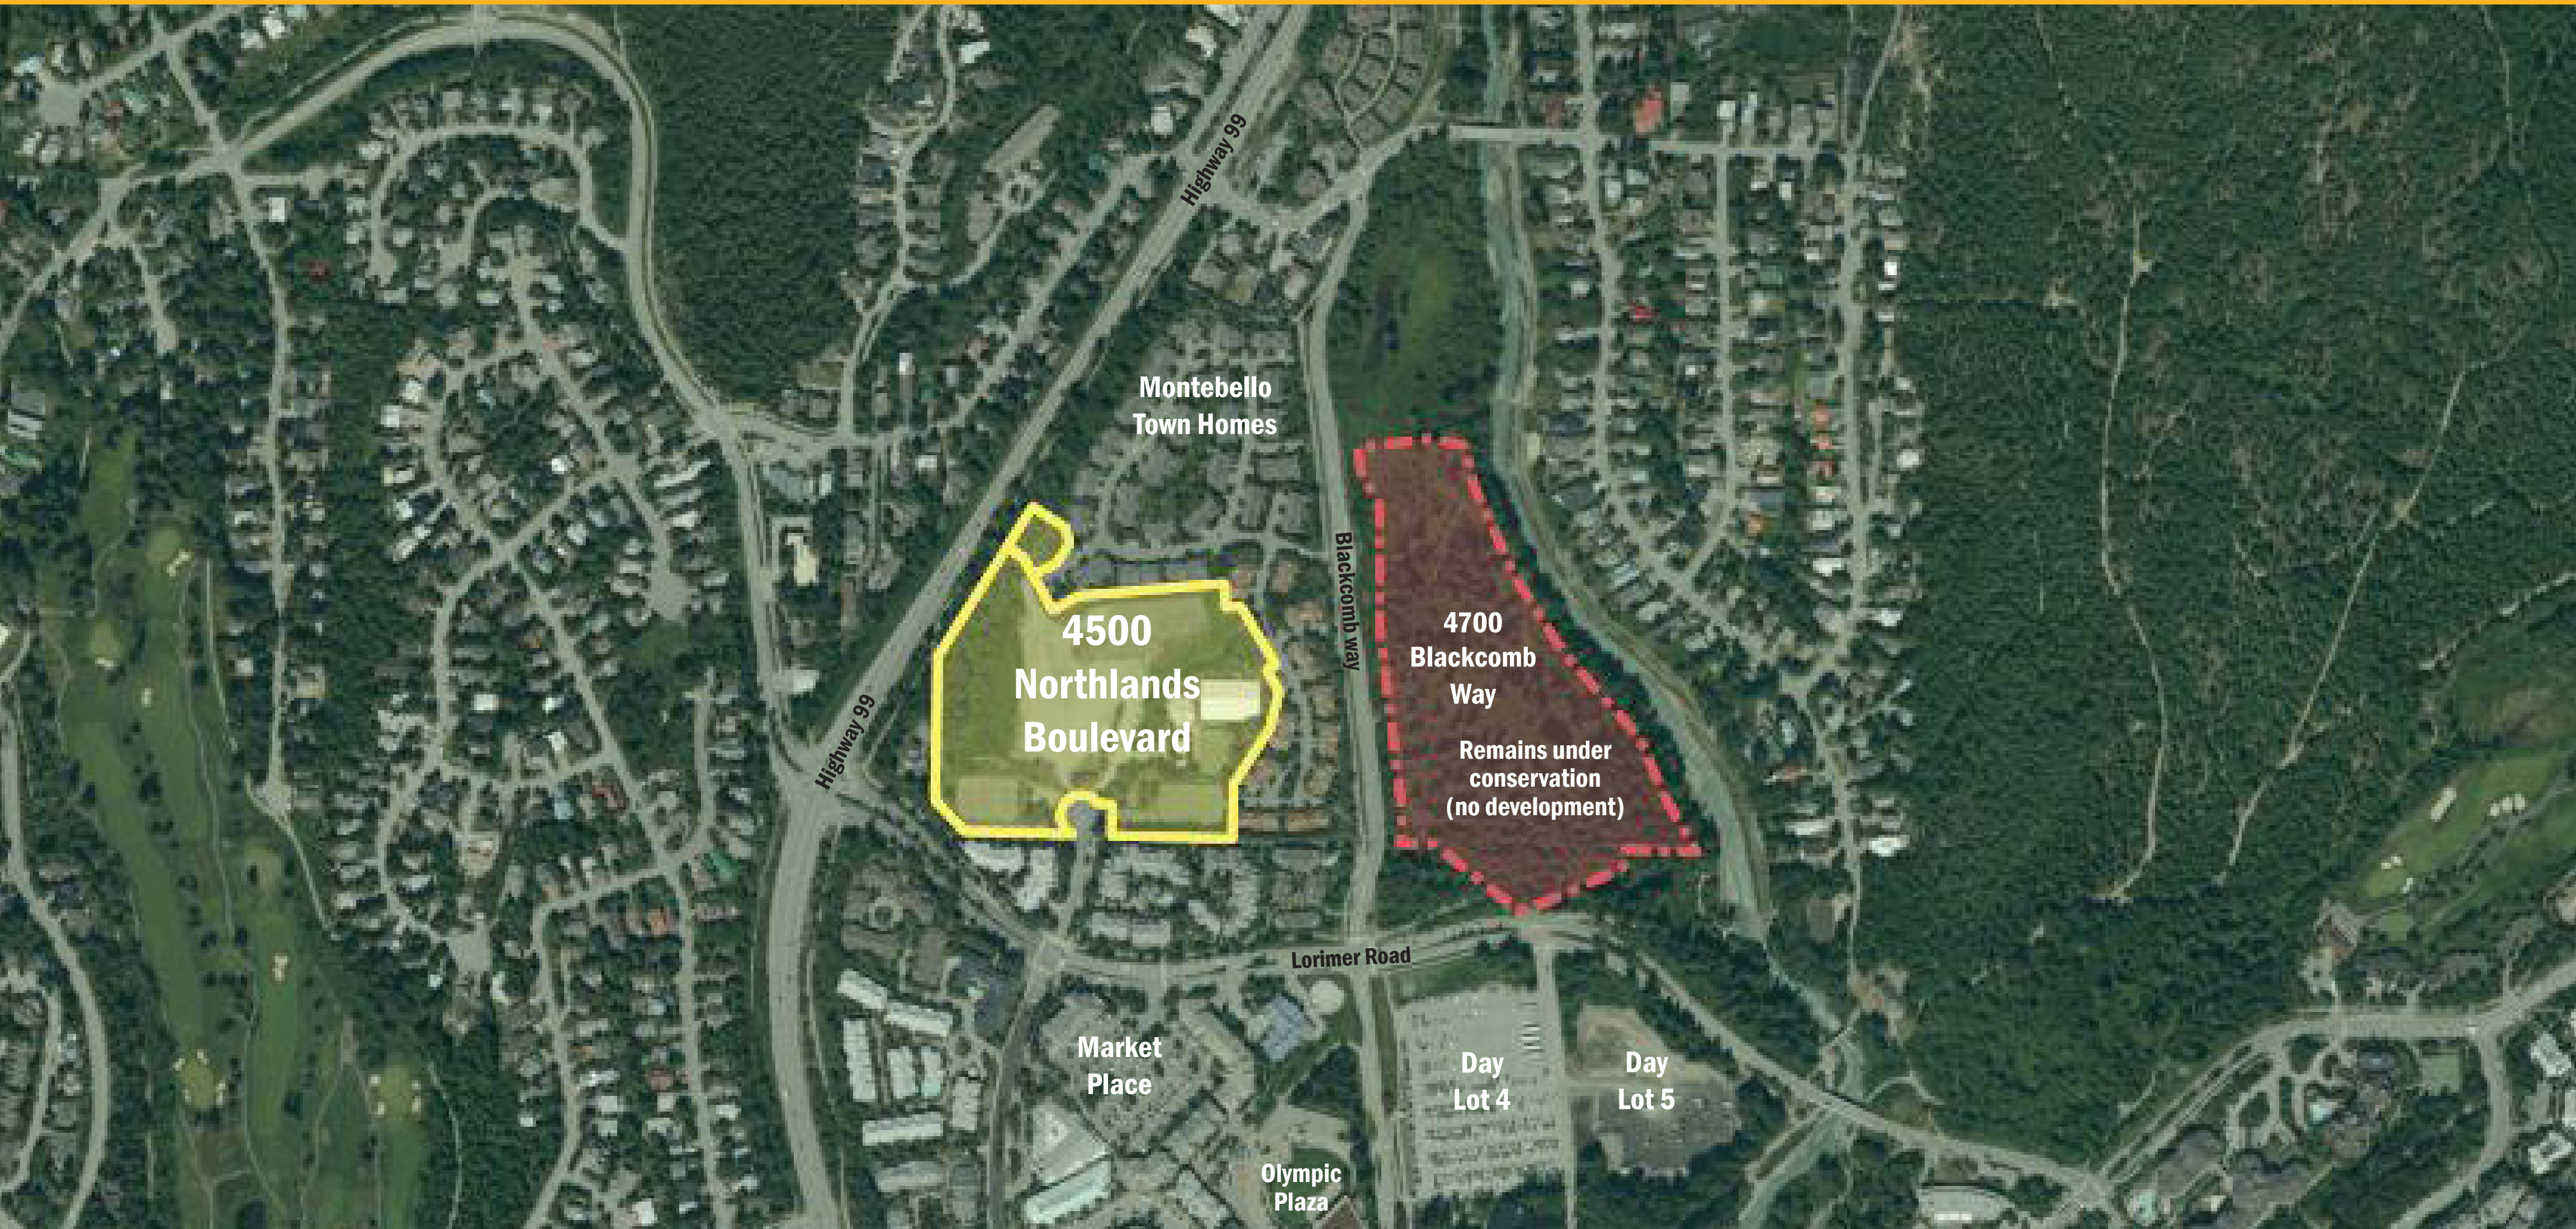 Highway 99
Montebello
Town Homes
Blackcomb way
4500
Northlands
Boulevard
4700
Blackcomb
Way
Remains under
conservation
(no development)
Highway 99
Lorimer Road
Market
Place
Day
Lot 4
Day
Lot 5
Olympic
Plaza